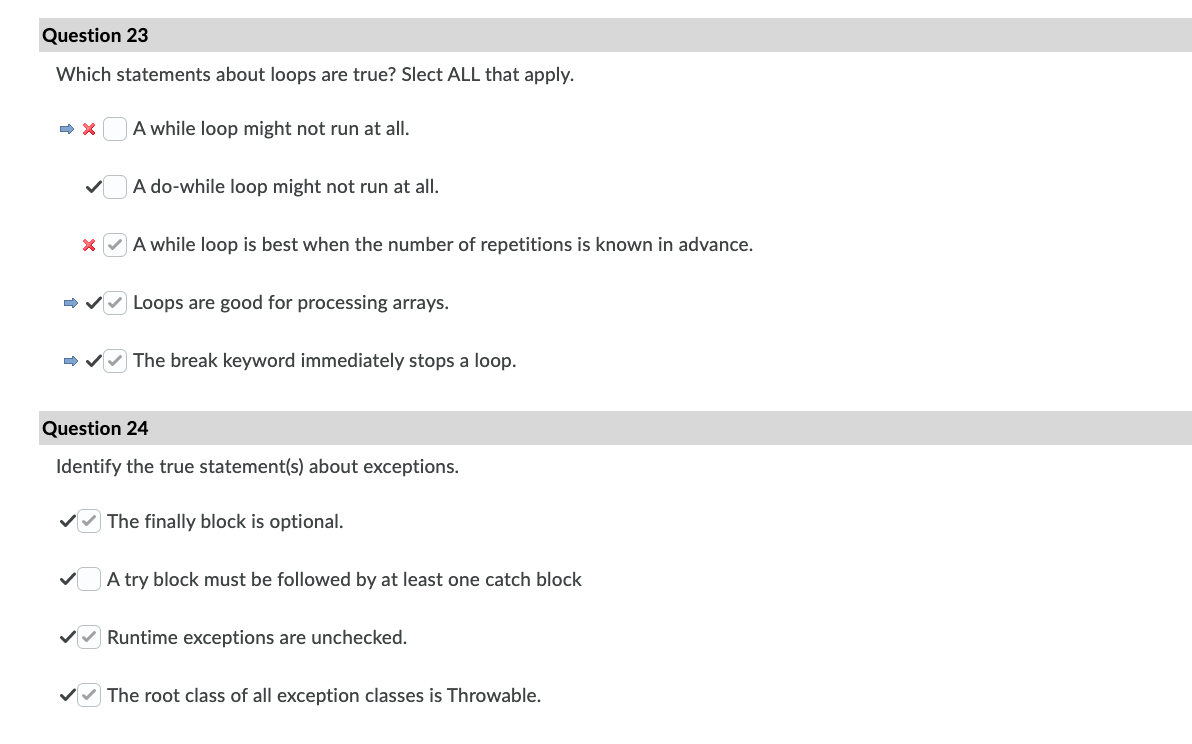 Question 23
Which statements about loops are true? Slect ALL that apply.
A while loop might not run at all.
A do-while loop might not run at all.
A while loop is best when the number of repetitions is known in advance.
Loops are good for processing arrays.
The break keyword immediately stops a loop.
Question 24
Identify the true statement(s) about exceptions.
The finally block is optional.
A try block must be followed by at least one catch block
Runtime exceptions are unchecked.
The root class of all exception classes is Throwable.